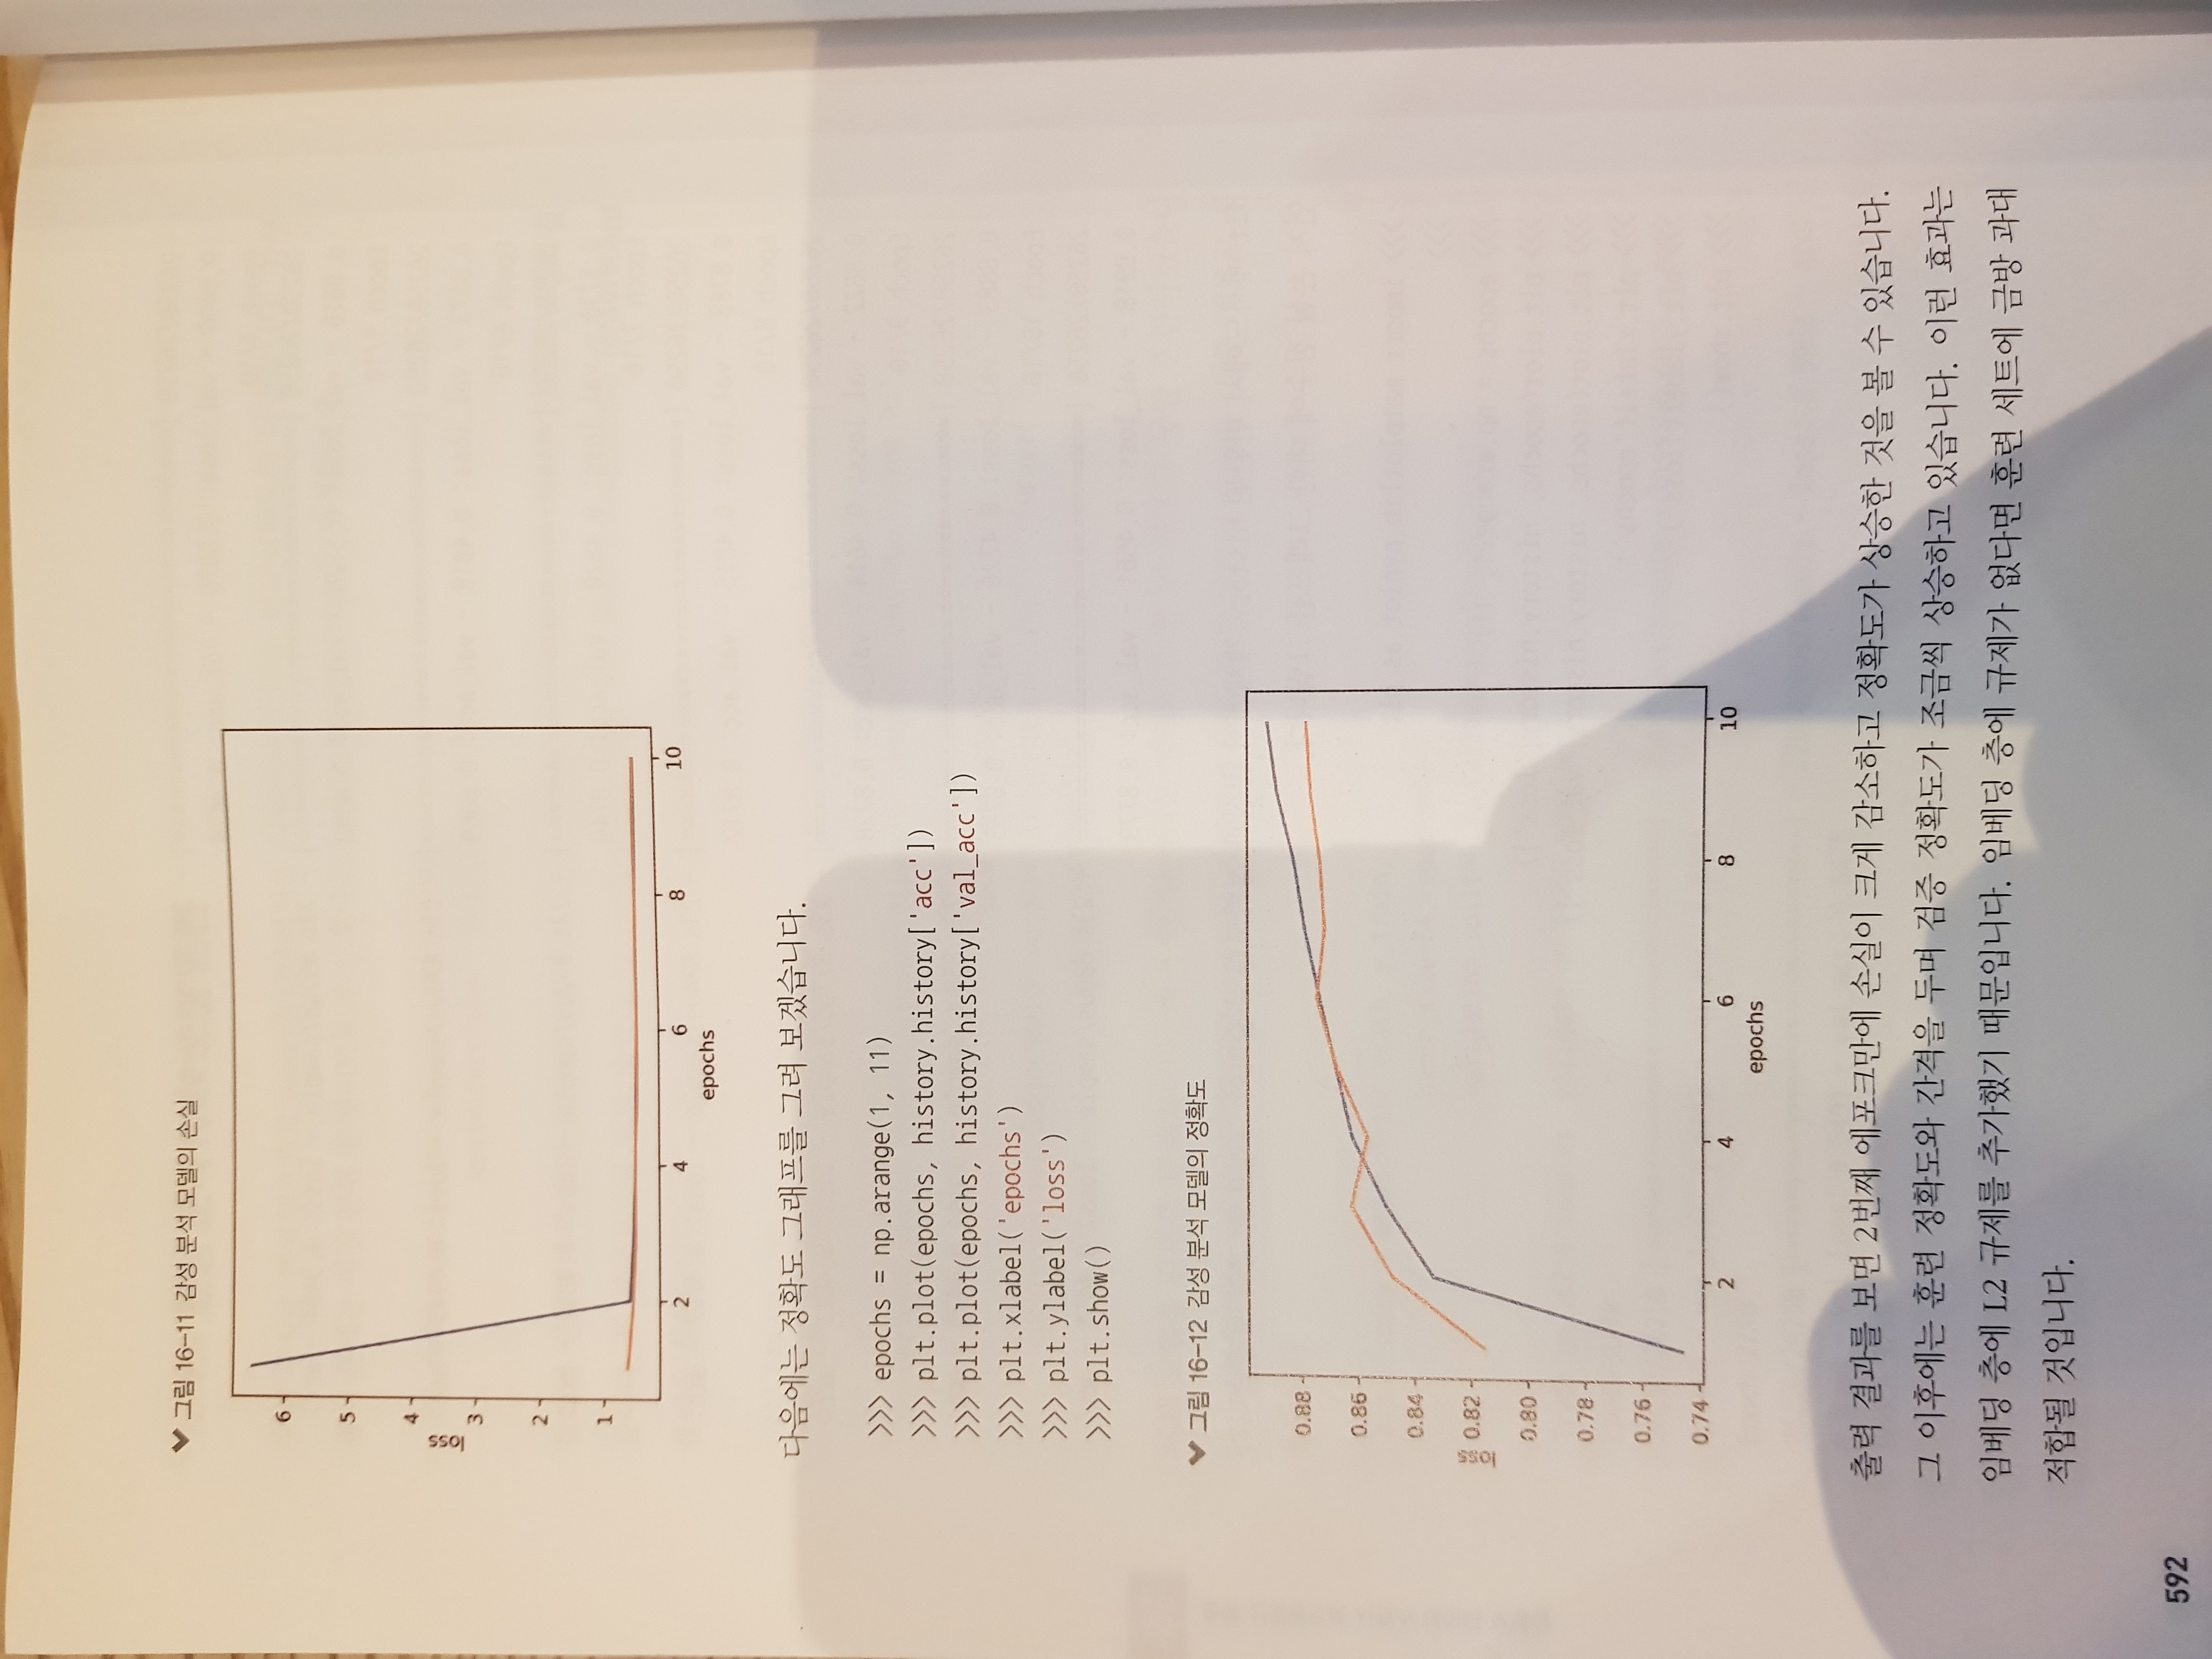 그림 16-11 감성 분석 모델의 손실
6
5
4
3
2
1
loss
2 4 6 8 10
epochs
다음에는 정확도 그래프를 그려 보겠습니다.
>>> epochs = np.arange(1, 11)
>>> plt.plot(epochs, history.history['acc'])
>>> plt.plot(epochs, history.history['val_acc'])
>>> plt.xlabel('epochs')
>>> plt.ylabel('loss')
>>> plt.show()
그림 16-12 감성 분석 모델의 정확도
0.88
0.86
0.84
0.82
0.80
0.78
0.76
0.74
loss
2 4 6 8 10
epochs
출력 결과를 보면 2번째 에포크만에 손실이 크게 감소하고 정확도가 상승한 것을 볼 수 있습니다.
그 이후에는 훈련 정확도와 간격을 두며 검증 정확도가 조금씩 상승하고 있습니다. 이런 효과는
임베딩 층에 L2 규제를 추가했기 때문입니다. 임베딩 층에 규제가 없다면 훈련 세트에 금방 과대
적합될 것입니다.
592